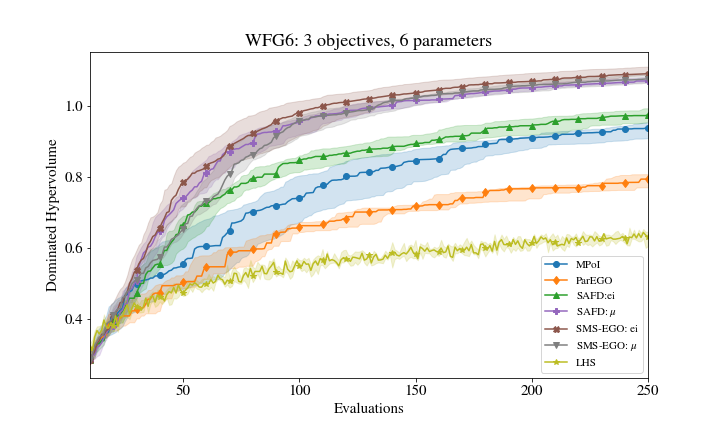 WFG6: 3 objectives, 6 parameters
Dominated Hypervolume
1.0
0.8
0.6
0.4
50
100
150
200
250
Evaluations
MPoI
ParEGO
SAFD:ei
SAFD: μ
SMS-EGO: ei
SMS-EGO: μ
LHS